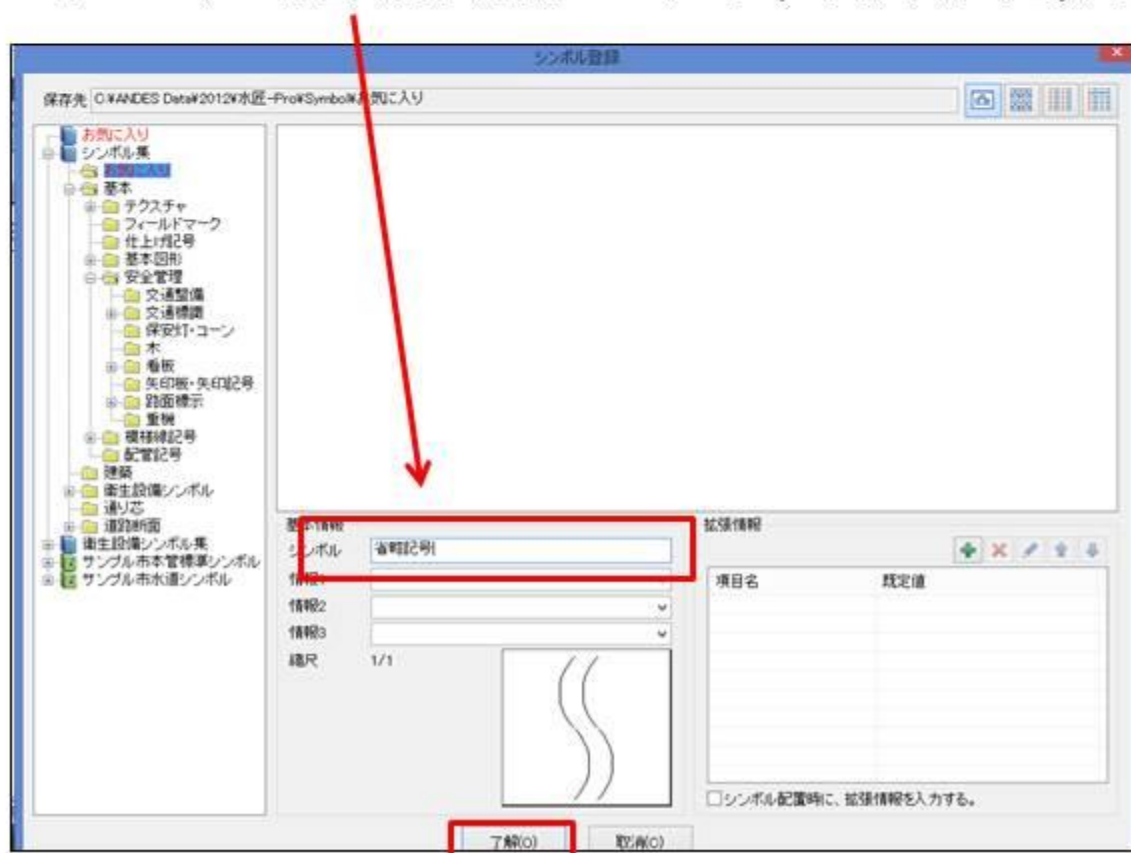 シンボル登録
保存先 C:¥ANDES Data¥2012¥水匠-Pro¥Symbol¥お気に入り
お気に入り
シンボル集
お気に入り
基本
テクスチャ
フィールドマーク
仕上げ記号
基本図形
安全管理
交通整備
交通標識
保安灯・コーン
木
看板
矢印板・矢印記号
路面標示
重機
模様線記号
配管記号
建築
衛生設備シンボル
通り芯
道路断面
衛生設備シンボル集
サンプル市本管標準シンボル
サンプル市水道シンボル
基本情報
シンボル 省略記号
情報1
情報2
情報3
縮尺 1/1
拡張情報
項目名 既定値
シンボル配置時に、拡張情報を入力する。
了解(O) 取消(C)